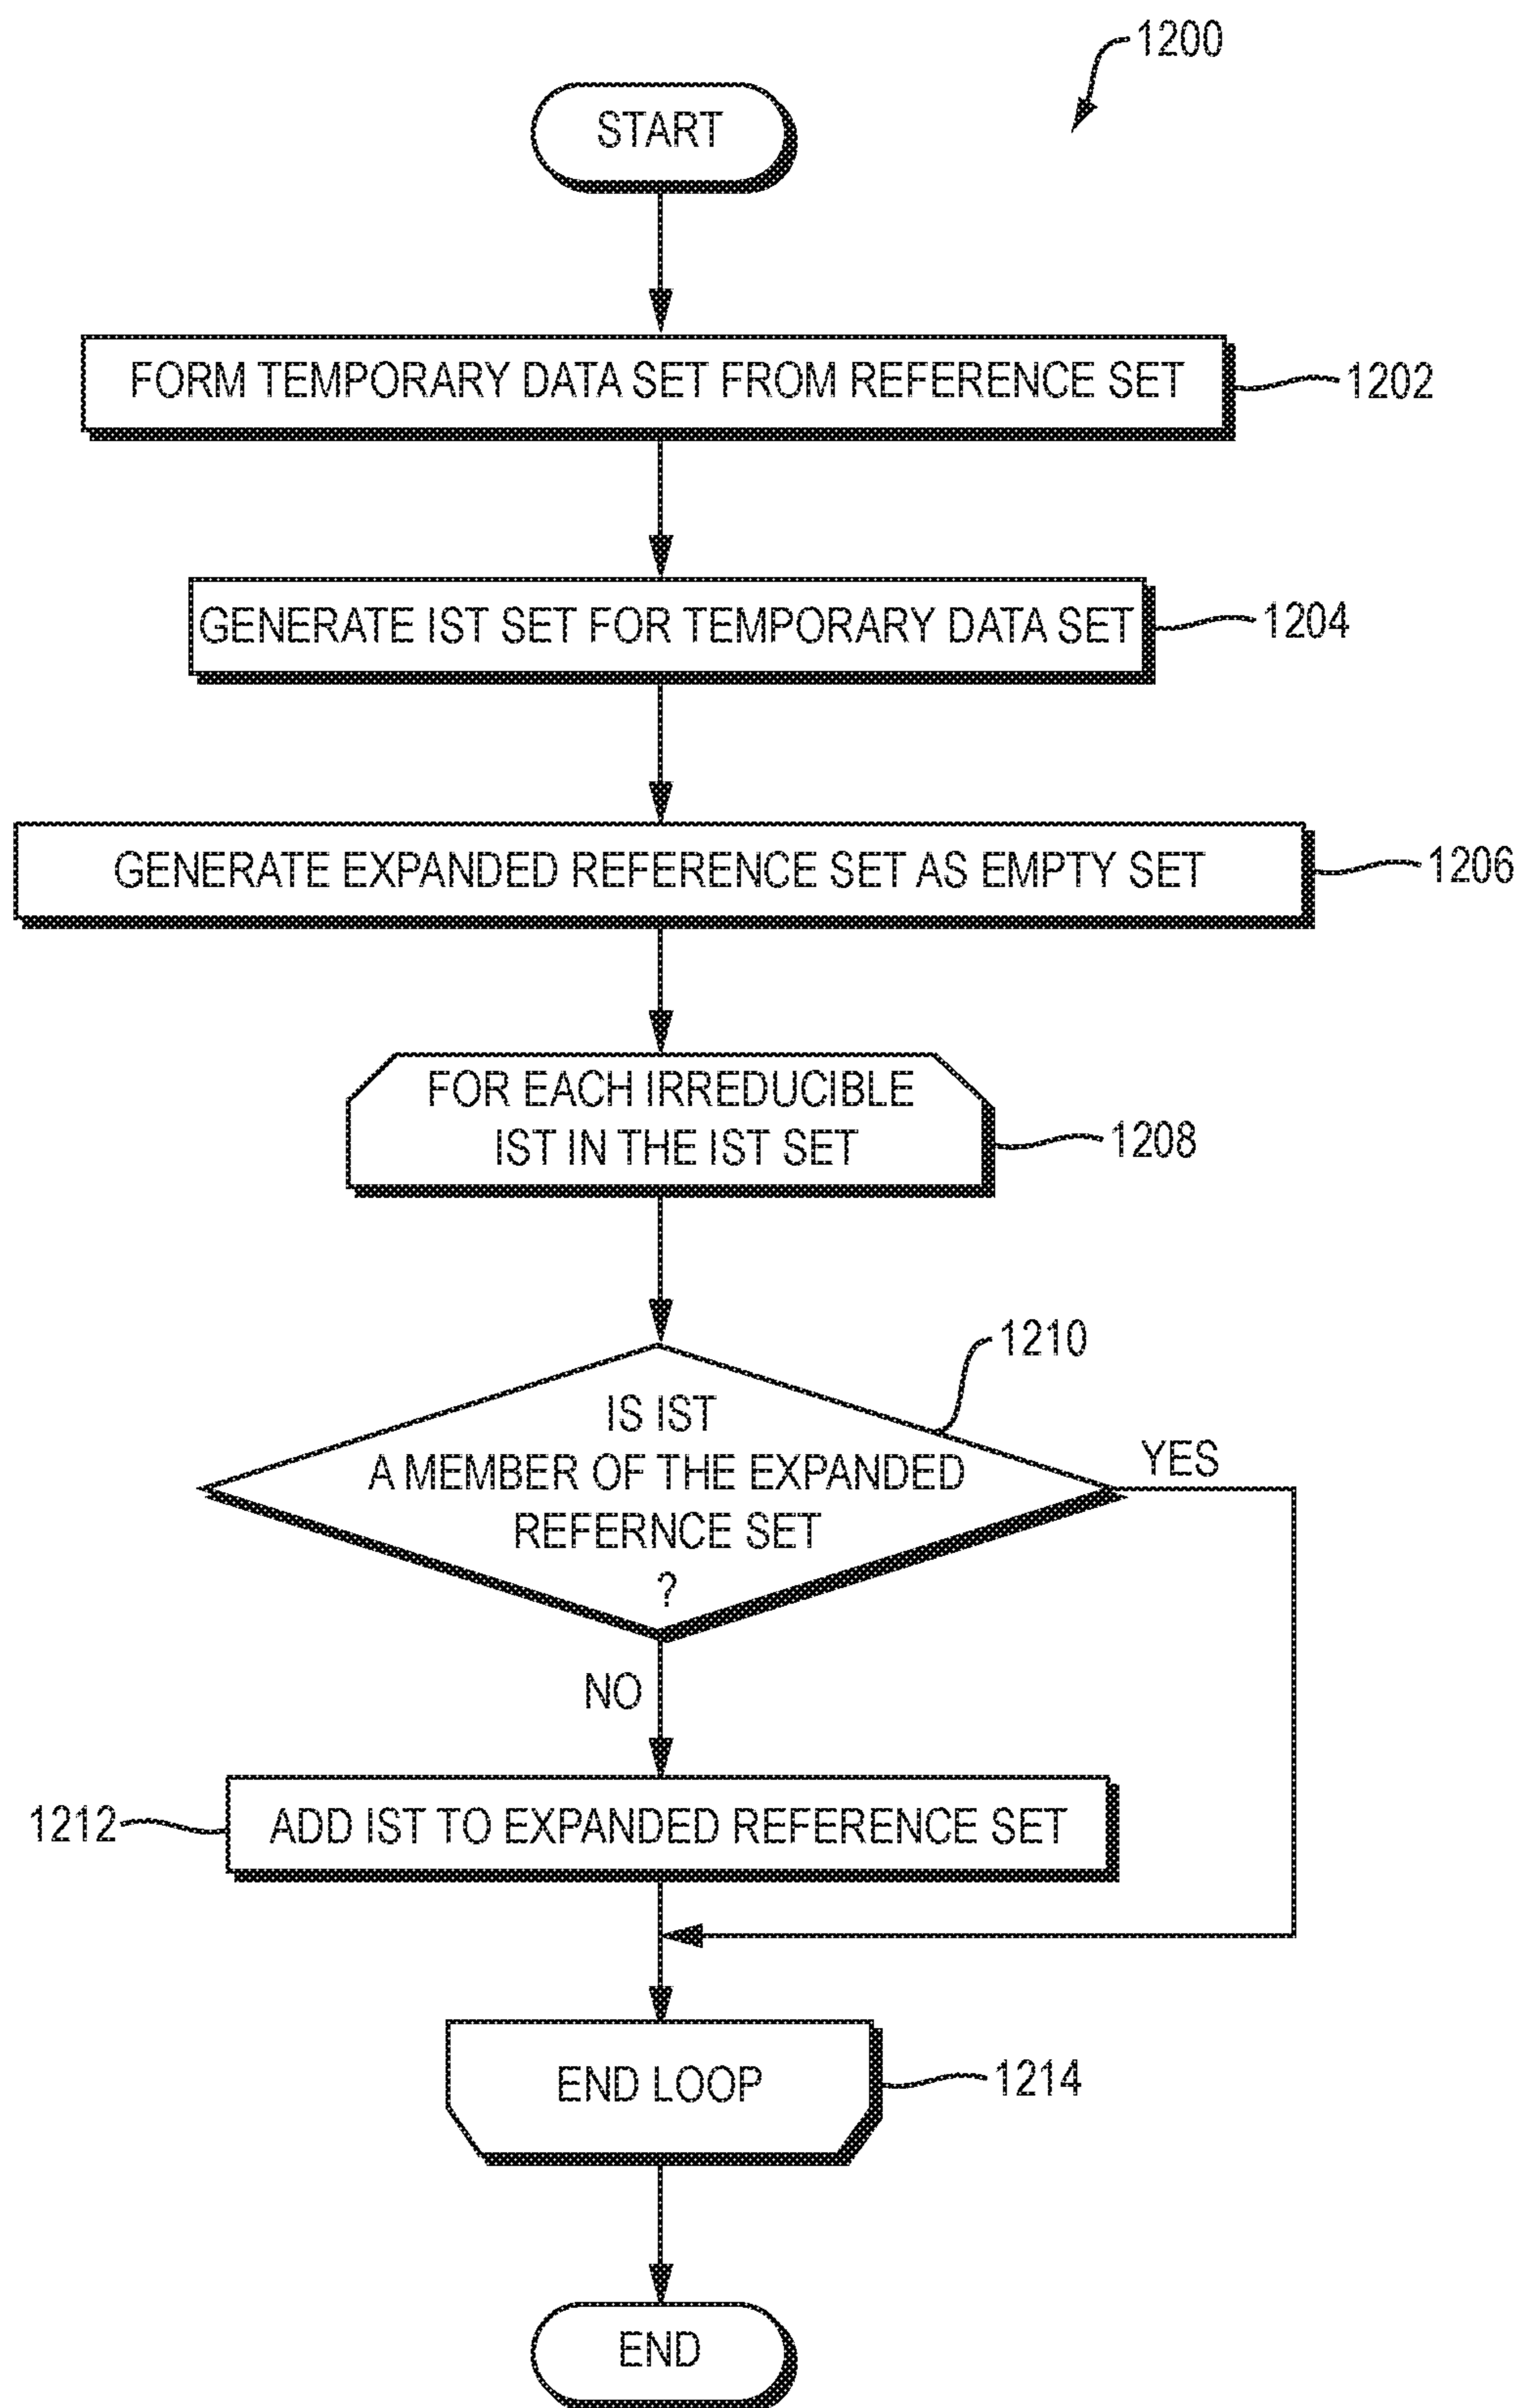 1200
START
FORM TEMPORARY DATA SET FROM REFERENCE SET
1202
GENERATE IST SET FOR TEMPORARY DATA SET
1204
GENERATE EXPANDED REFERENCE SET AS EMPTY SET
1206
FOR EACH IRREDUCIBLE
IST IN THE IST SET
1208
1210
IS IST
A MEMBER OF THE EXPANDED
REFERNCE SET
?
YES
NO
1212
ADD IST TO EXPANDED REFERENCE SET
END LOOP
1214
END